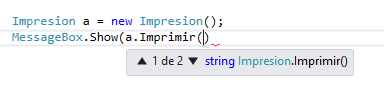 Impresion a = new Impresion();
MessageBox.Show(a.Imprimir()
▲ 1 de 2 ▼ string Impresion.Imprimir()